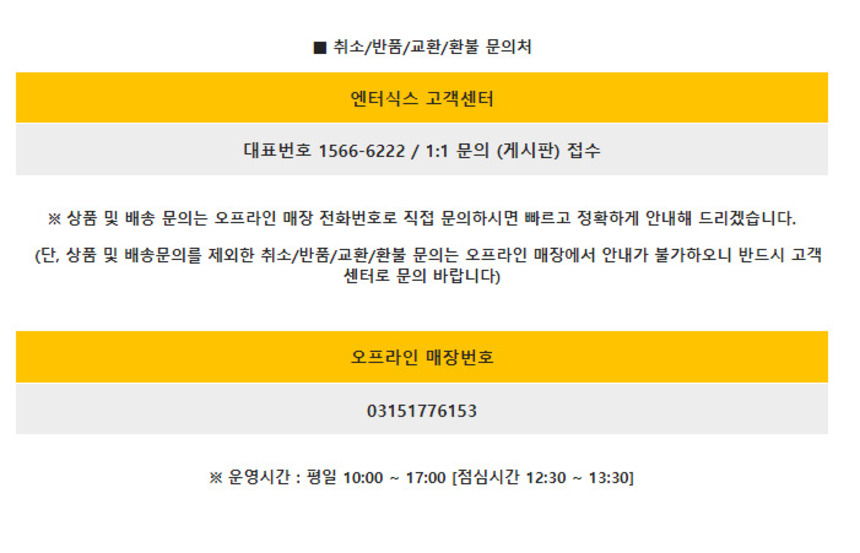 ■ 취소/반품/교환/환불 문의처
엔터식스 고객센터
대표번호 1566-6222 / 1:1 문의 (게시판) 접수
※ 상품 및 배송 문의는 오프라인 매장 전화번호로 직접 문의하시면 빠르고 정확하게 안내해 드리겠습니다.
(단, 상품 및 배송문의를 제외한 취소/반품/교환/환불 문의는 오프라인 매장에서 안내가 불가하오니 반드시 고객
센터로 문의 바랍니다)
오프라인 매장번호
03151776153
※ 운영시간 : 평일 10:00 ~ 17:00 [점심시간 12:30 ~ 13:30]